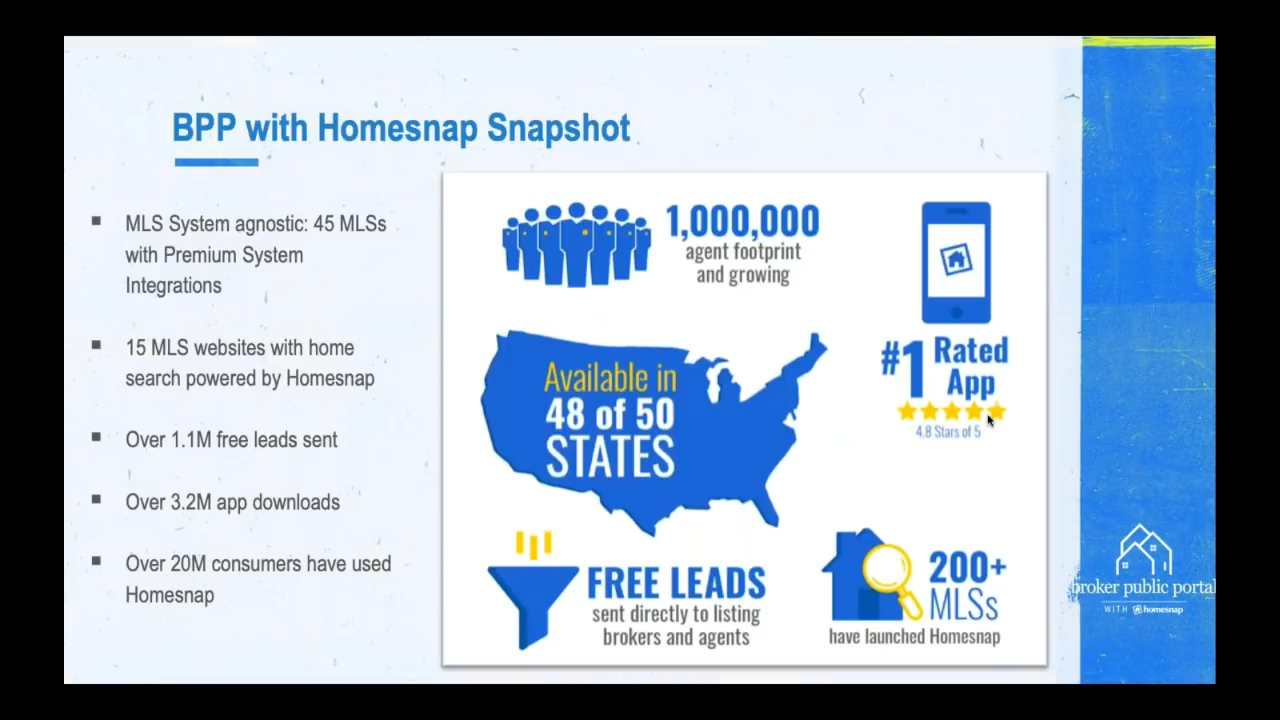 BPP with Homesnap Snapshot
MLS System agnostic: 45 MLSs
with Premium System
Integrations
15 MLS websites with home
search powered by Homesnap
Over 1.1M free leads sent
Over 3.2M app downloads
Over 20M consumers have used
Homesnap
1,000,000
agent footprint
and growing
#1 Rated
App
4.8 Stars of 5
Available in
48 of 50
STATES
FREE LEADS
sent directly to listing
brokers and agents
200+
MLSs
have launched Homesnap
broker public portal
WITH homesnap